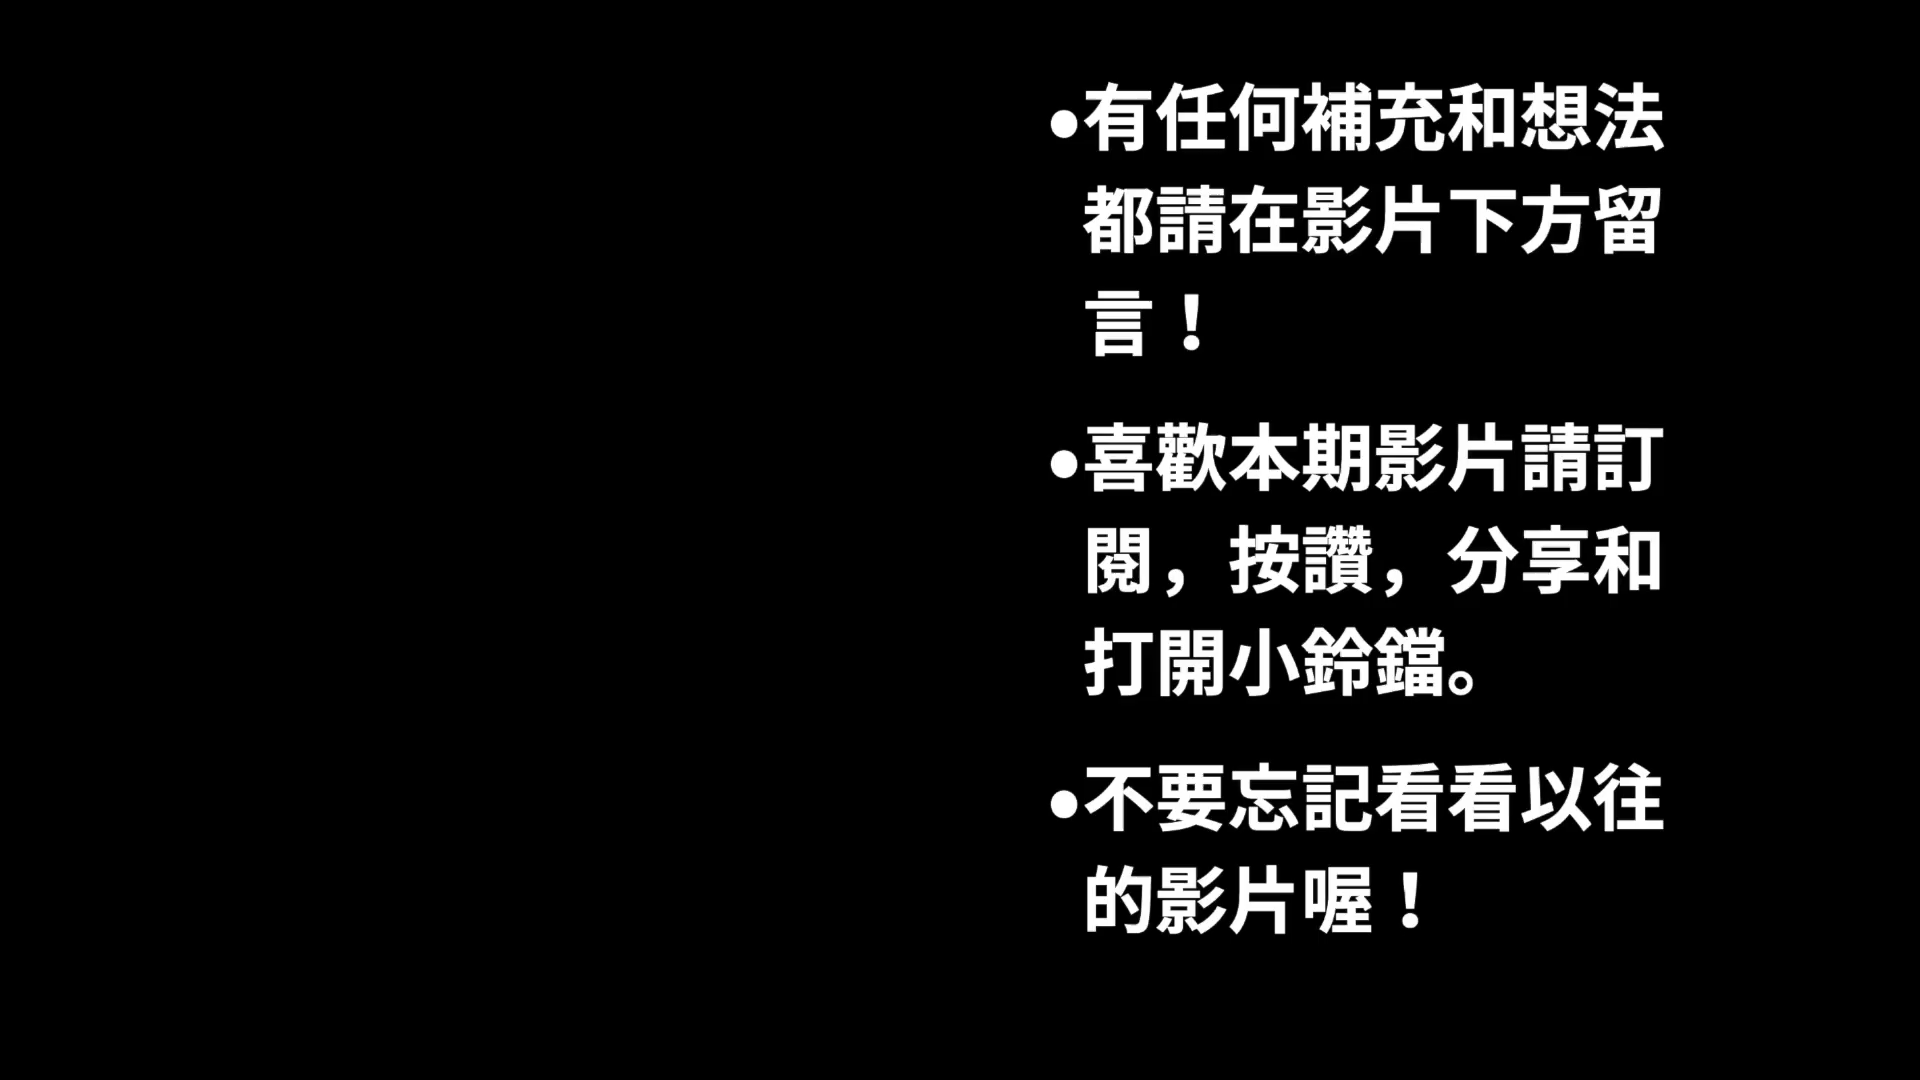 •有任何補充和想法
都請在影片下方留
言！
•喜歡本期影片請訂
閱，按讚，分享和
打開小鈴鐺。
•不要忘記看看以往
的影片喔！